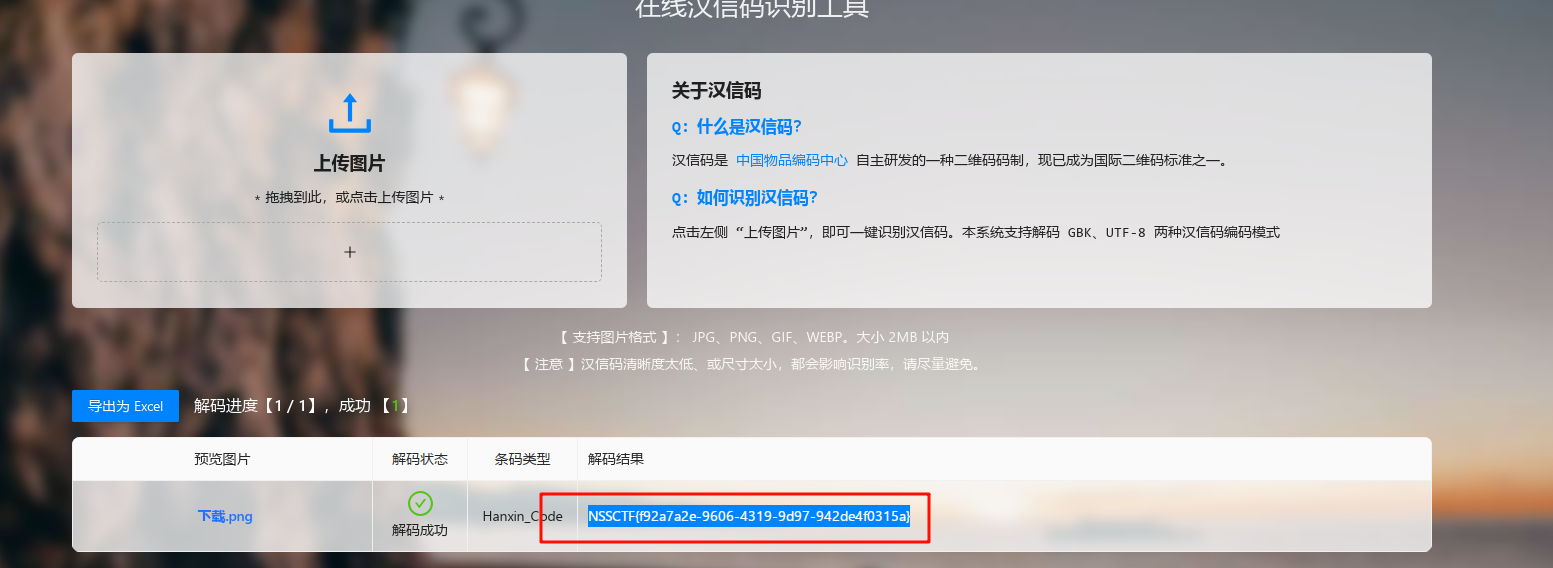 在线汉信码识别工具
上传图片
* 拖拽到此，或点击上传图片 *
+
关于汉信码
Q：什么是汉信码？
汉信码是 中国物品编码中心 自主研发的一种二维码码制，现已成为国际二维码标准之一。
Q：如何识别汉信码？
点击左侧 “上传图片”，即可一键识别汉信码。本系统支持解码 GBK、UTF-8 两种汉信码编码模式
【 支持图片格式 】： JPG、PNG、GIF、WEBP。大小 2MB 以内
【 注意 】汉信码清晰度太低、或尺寸太小，都会影响识别率，请尽量避免。
导出为 Excel 解码进度【1 / 1】，成功 【1】
预览图片 解码状态 条码类型 解码结果
下载.png 解码成功 Hanxin_Code NSSCTF{f92a7a2e-9606-4319-9d97-942de4f0315a}